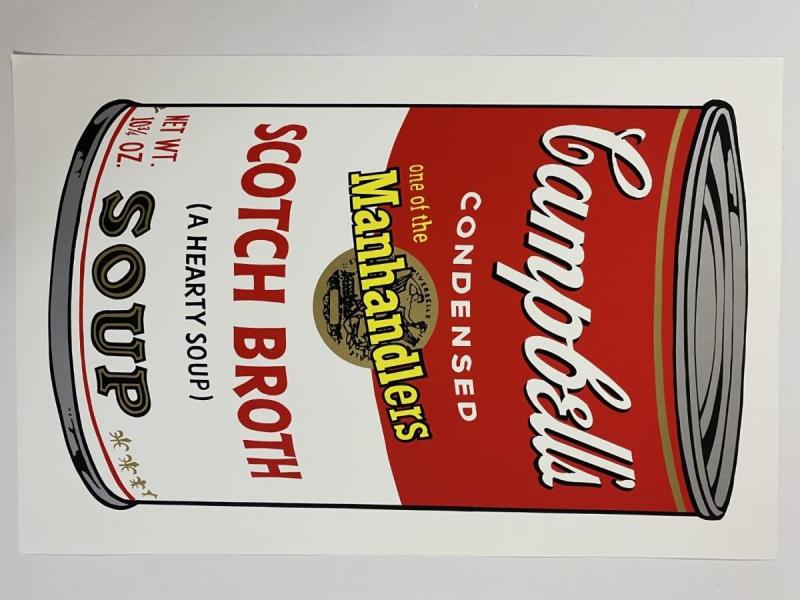 Campbell's
CONDENSED
one of the
Manhandlers
SCOTCH BROTH
(A HEARTY SOUP)
NET WT.
10¾ OZ.
SOUP